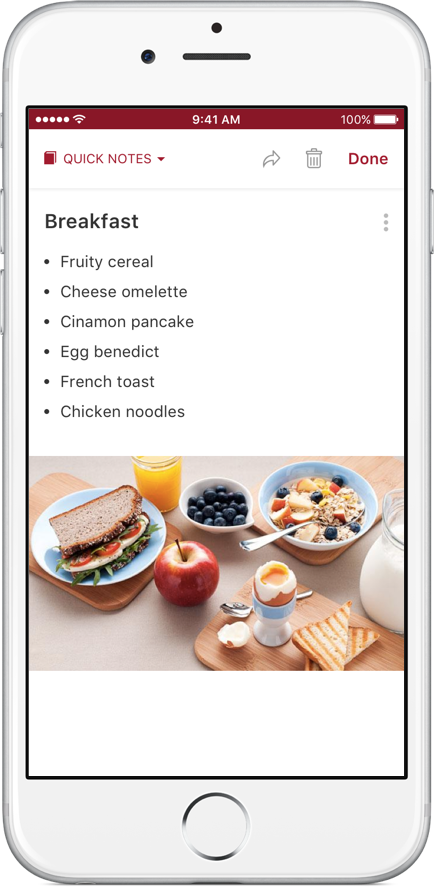 9:41 AM 100%
QUICK NOTES Done
Breakfast
• Fruity cereal
• Cheese omelette
• Cinamon pancake
• Egg benedict
• French toast
• Chicken noodles